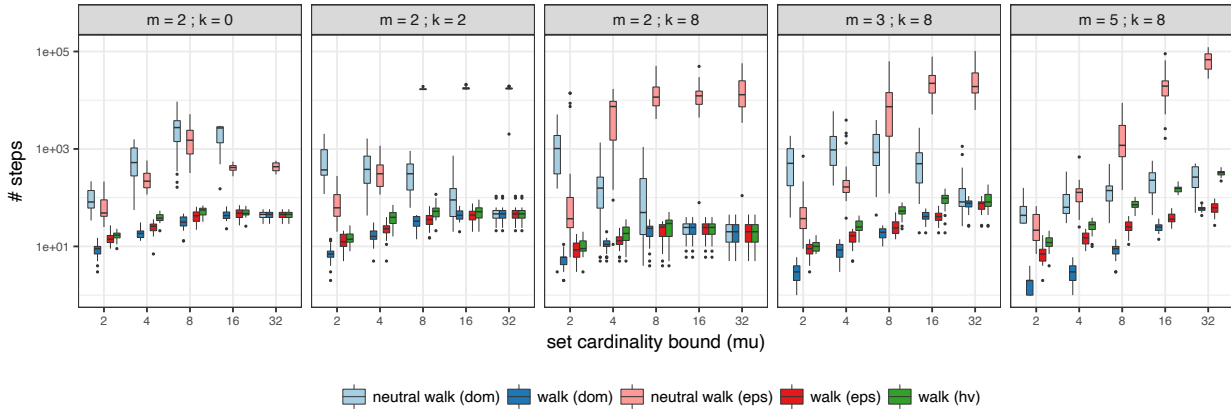 m = 2 ; k = 0 m = 2 ; k = 2 m = 2 ; k = 8 m = 3 ; k = 8 m = 5 ; k = 8
1e+05
1e+03
1e+01
# steps
2 4 8 16 32 2 4 8 16 32 2 4 8 16 32 2 4 8 16 32 2 4 8 16 32
set cardinality bound (mu)
neutral walk (dom) walk (dom) neutral walk (eps) walk (eps) walk (hv)